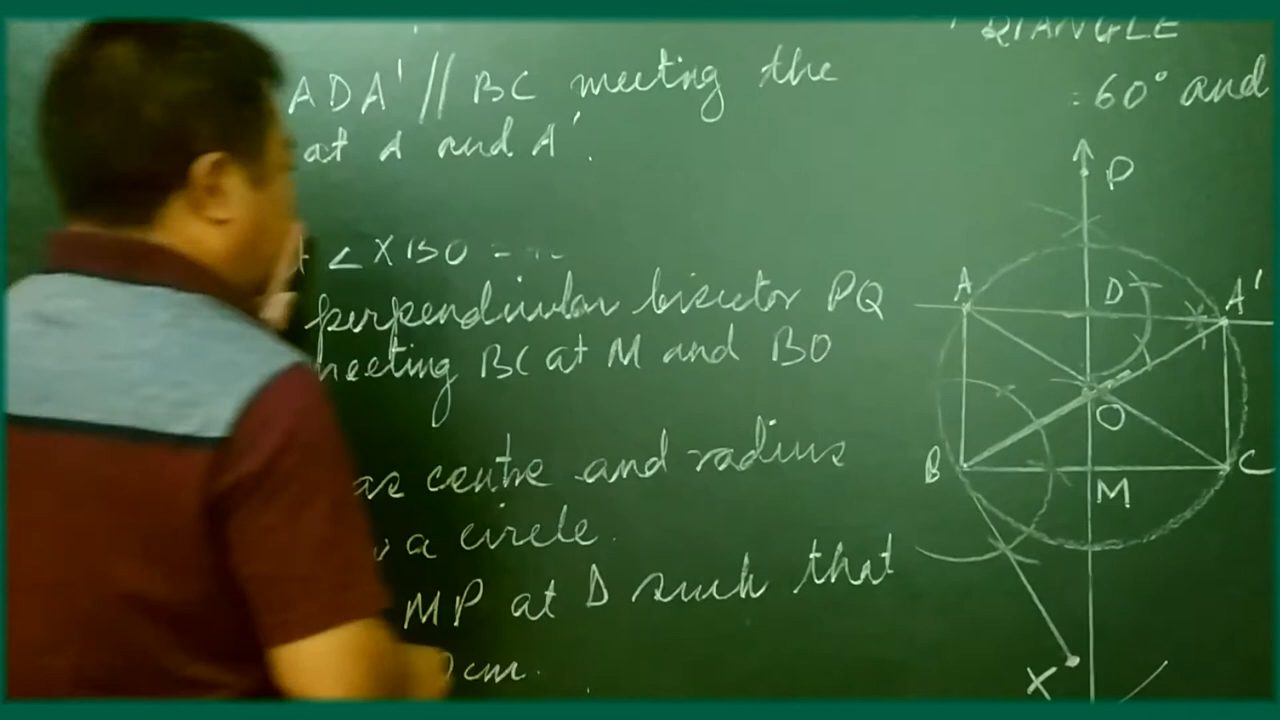 RIANGLE
ADA' // BC meeting the
= 60° and
at A and A'.
P
∠XBO =
perpendicular bisector PQ
A
D
A'
meeting BC at M and BO
O
as centre and radius
B
M
C
a circle.
MP at D such that
cm.
X